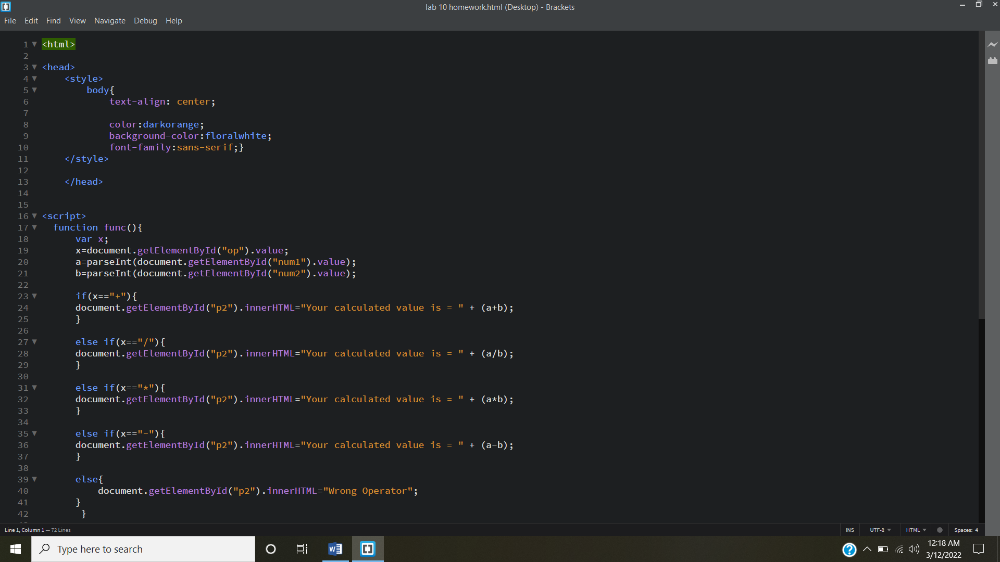 lab 10 homework.html (Desktop) - Brackets
File Edit Find View Navigate Debug Help
1 <html>
2
3 <head>
4 <style>
5 body{
6 text-align: center;
7
8 color:darkorange;
9 background-color:floralwhite;
10 font-family:sans-serif;}
11 </style>
12
13 </head>
14
15
16 <script>
17 function func(){
18 var x;
19 x=document.getElementById("op").value;
20 a=parseInt(document.getElementById("num1").value);
21 b=parseInt(document.getElementById("num2").value);
22
23 if(x=="+"){
24 document.getElementById("p2").innerHTML="Your calculated value is = " + (a+b);
25 }
26
27 else if(x=="/"){
28 document.getElementById("p2").innerHTML="Your calculated value is = " + (a/b);
29 }
30
31 else if(x=="*"){
32 document.getElementById("p2").innerHTML="Your calculated value is = " + (a*b);
33 }
34
35 else if(x=="-"){
36 document.getElementById("p2").innerHTML="Your calculated value is = " + (a-b);
37 }
38
39 else{
40 document.getElementById("p2").innerHTML="Wrong Operator";
41 }
42 }
Line 1, Column 1 — 72 Lines INS UTF-8 HTML Spaces: 4
Type here to search
12:18 AM
3/12/2022